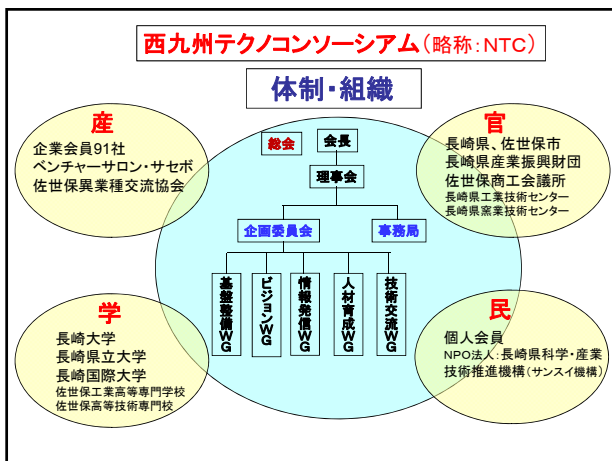 西九州テクノコンソーシアム(略称:NTC)
体制・組織
産
企業会員91社
ベンチャーサロン・サセボ
佐世保異業種交流協会
総会
会長
理事会
企画委員会
事務局
基盤整備WG
ビジョンWG
情報発信WG
人材育成WG
技術交流WG
官
長崎県、佐世保市
長崎県産業振興財団
佐世保商工会議所
長崎県工業技術センター
長崎県窯業技術センター
学
長崎大学
長崎県立大学
長崎国際大学
佐世保工業高等専門学校
佐世保高等技術専門校
民
個人会員
NPO法人:長崎県科学・産業
技術推進機構(サンスイ機構)